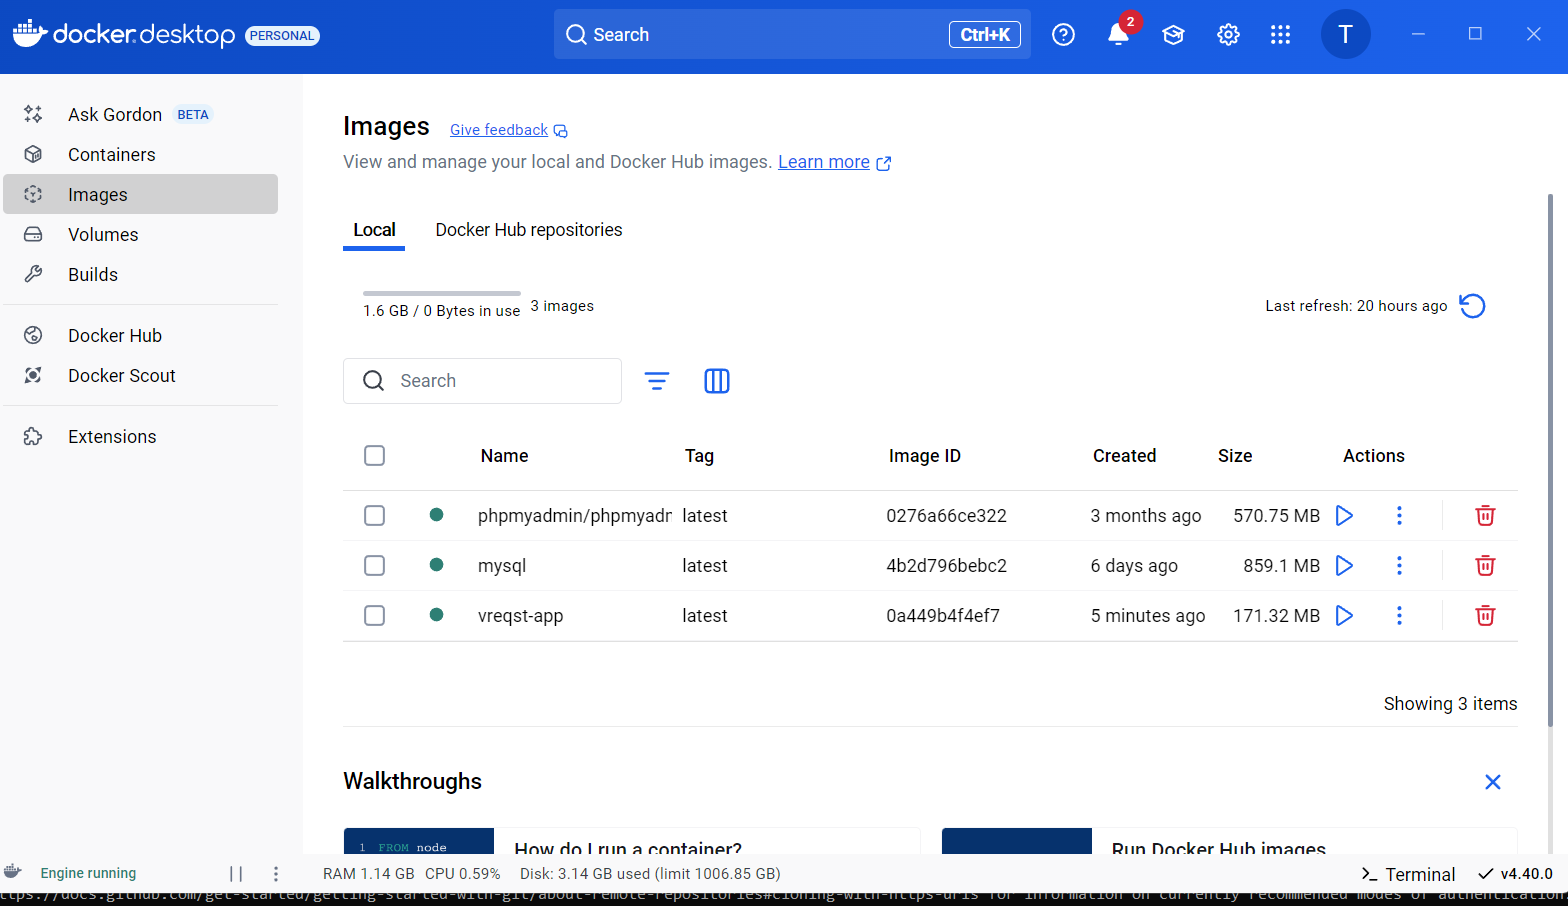 docker.desktop PERSONAL
Search Ctrl+K
2
T
Ask Gordon BETA
Containers
Images
Volumes
Builds
Docker Hub
Docker Scout
Extensions
Images Give feedback
View and manage your local and Docker Hub images. Learn more
Local Docker Hub repositories
1.6 GB / 0 Bytes in use 3 images
Last refresh: 20 hours ago
Search
Name Tag Image ID Created Size Actions
phpmyadmin/phpmyadm latest 0276a66ce322 3 months ago 570.75 MB
mysql latest 4b2d796bebc2 6 days ago 859.1 MB
vreqst-app latest 0a449b4f4ef7 5 minutes ago 171.32 MB
Showing 3 items
Walkthroughs
1 FROM node
How do I run a container?
Run Docker Hub images
Engine running RAM 1.14 GB CPU 0.59% Disk: 3.14 GB used (limit 1006.85 GB) Terminal v4.40.0
ttps://docs.github.com/get-started/getting-started-with-git/about-remote-repositories#cloning-with-https-urls for information on currently recommended modes of authentication